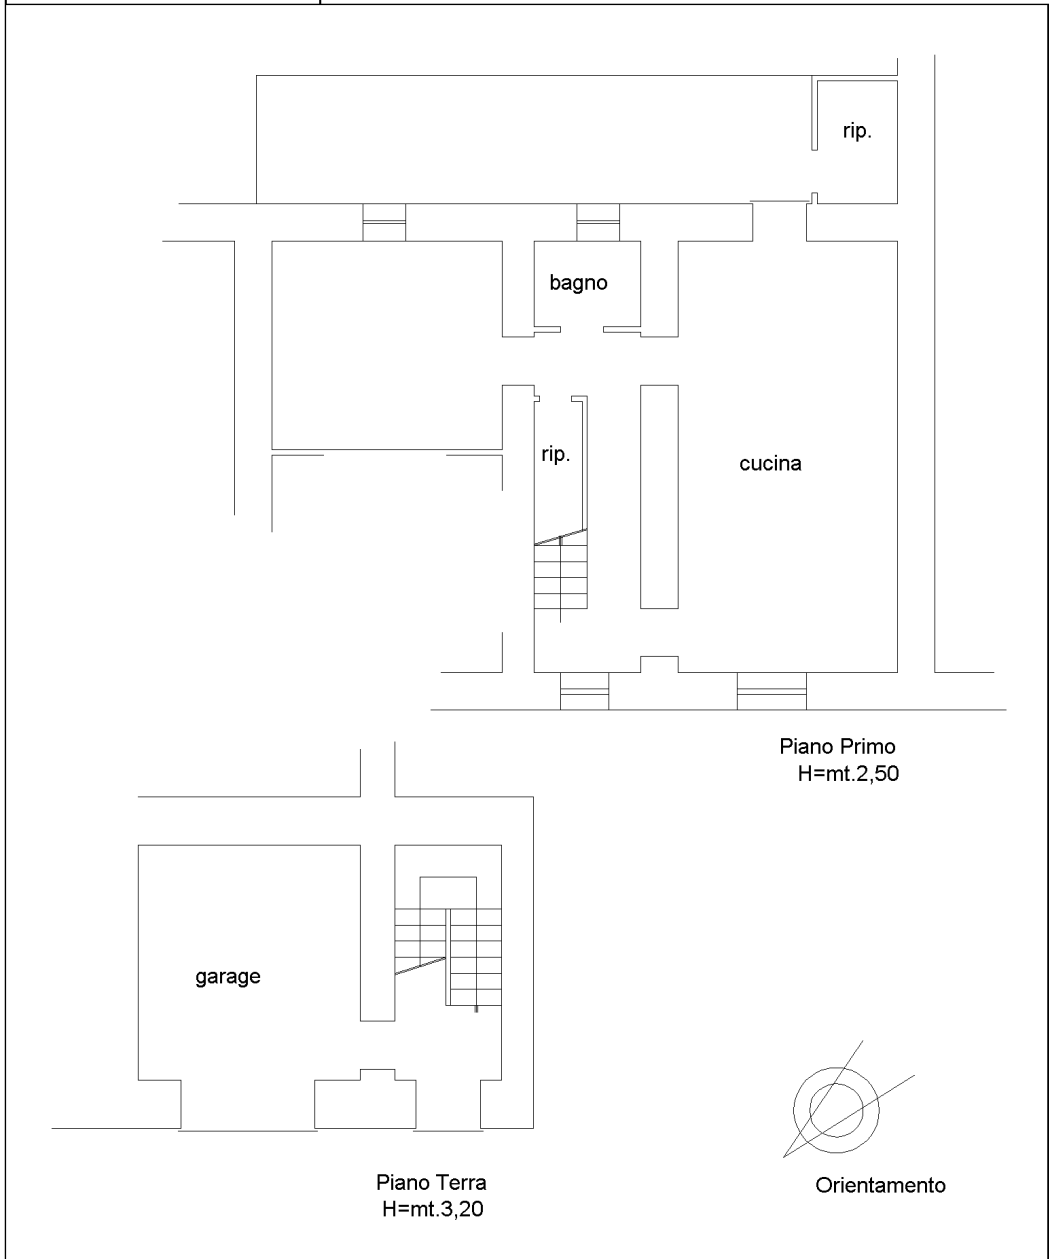 rip.
bagno
rip.
cucina
Piano Primo
H=mt.2,50
garage
Piano Terra
H=mt.3,20
Orientamento